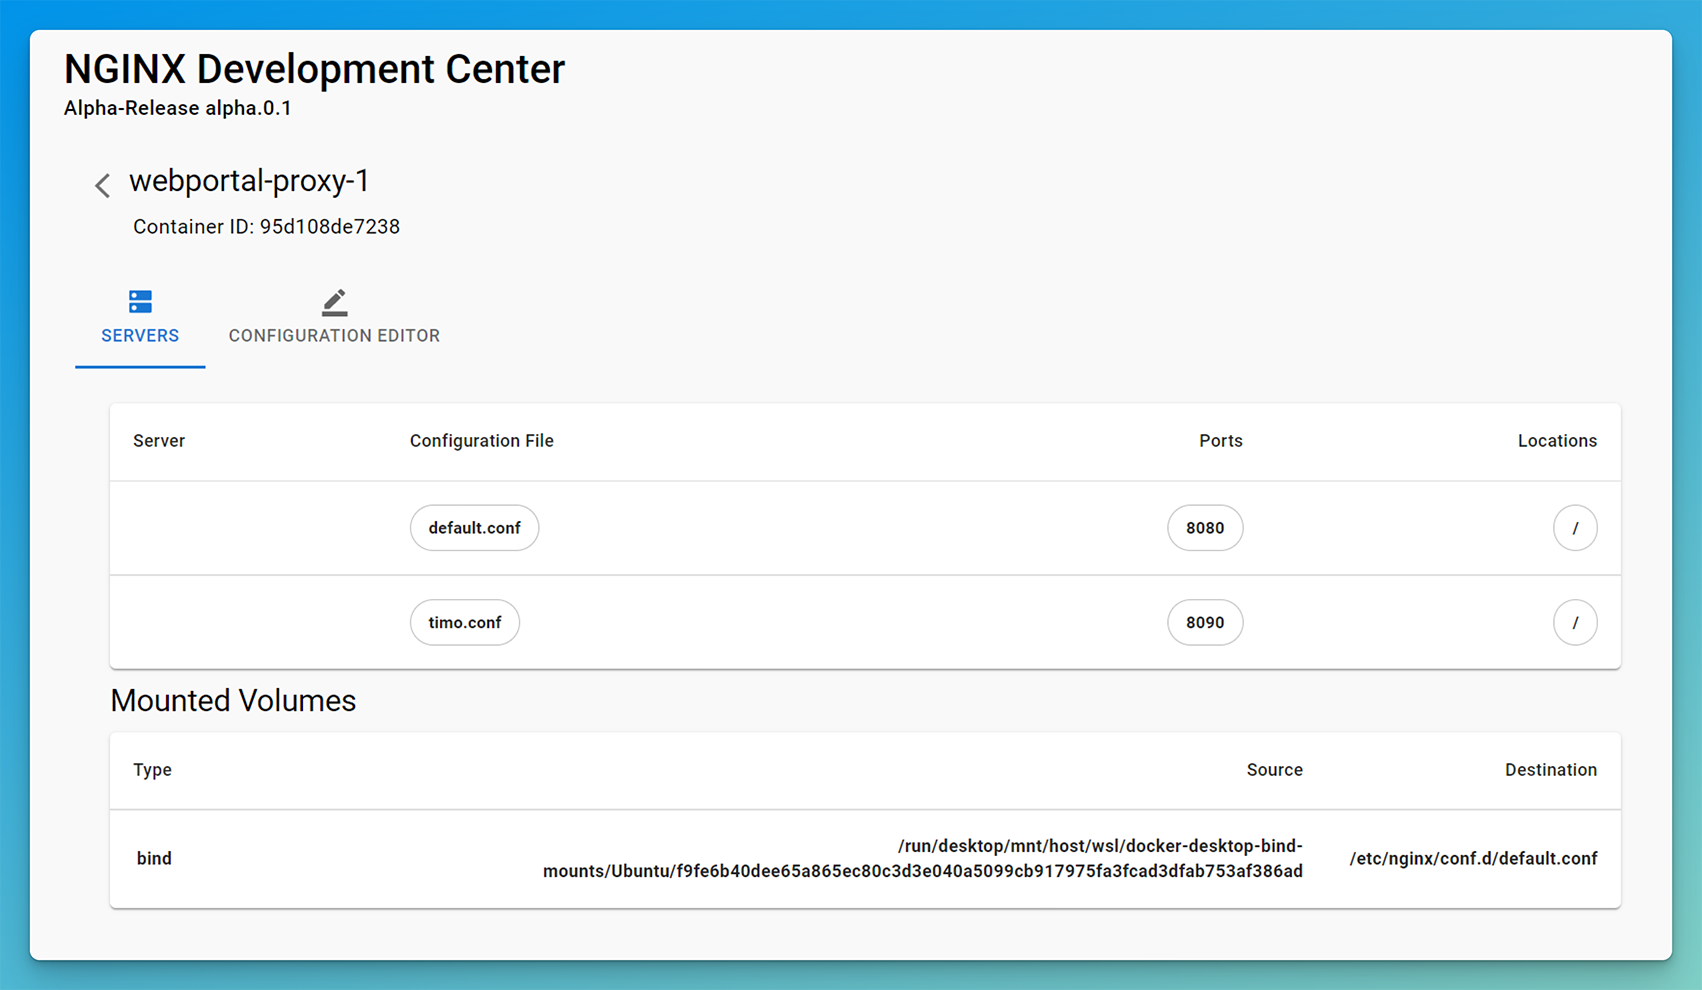 NGINX Development Center
Alpha-Release alpha.0.1
webportal-proxy-1
Container ID: 95d108de7238
SERVERS CONFIGURATION EDITOR
Server Configuration File Ports Locations
default.conf 8080 /
timo.conf 8090 /
Mounted Volumes
Type Source Destination
/run/desktop/mnt/host/wsl/docker-desktop-bind-
bind mounts/Ubuntu/f9fe6b40dee65a865ec80c3d3e040a5099cb917975fa3fcad3dfab753af386ad /etc/nginx/conf.d/default.conf